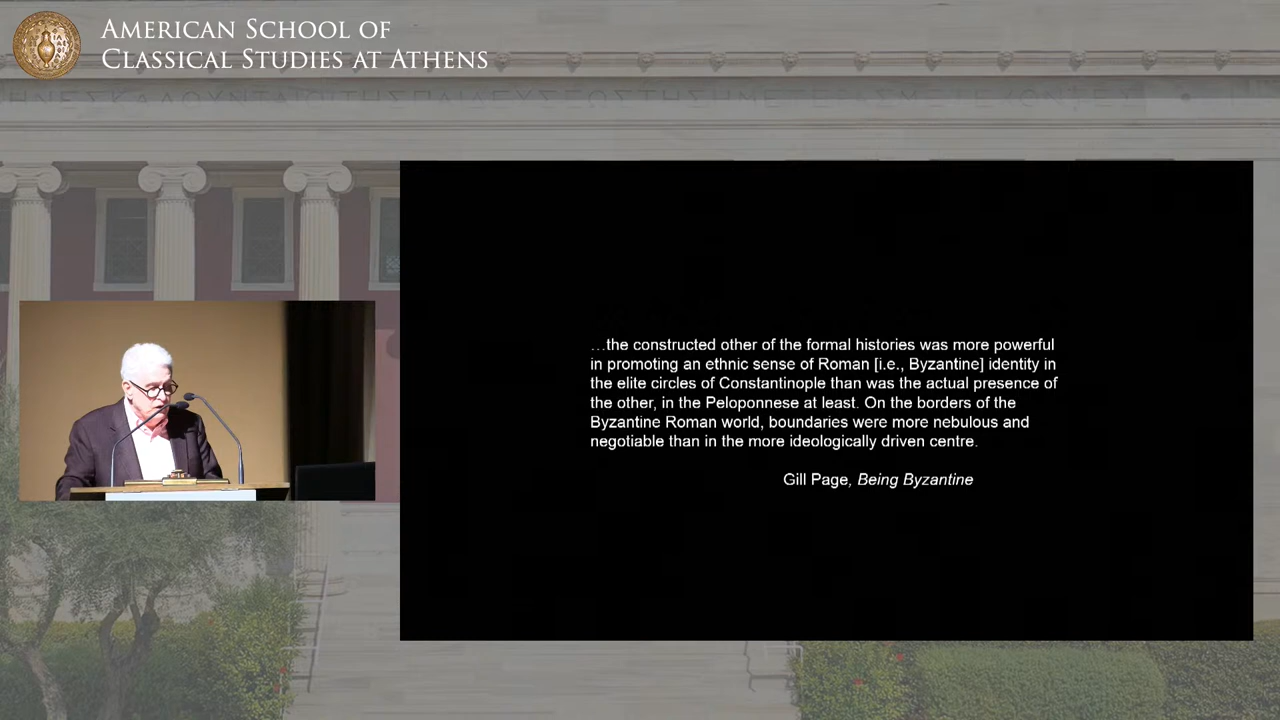 AMERICAN SCHOOL OF
CLASSICAL STUDIES AT ATHENS
…the constructed other of the formal histories was more powerful
in promoting an ethnic sense of Roman [i.e., Byzantine] identity in
the elite circles of Constantinople than was the actual presence of
the other, in the Peloponnese at least. On the borders of the
Byzantine Roman world, boundaries were more nebulous and
negotiable than in the more ideologically driven centre.
Gill Page, Being Byzantine